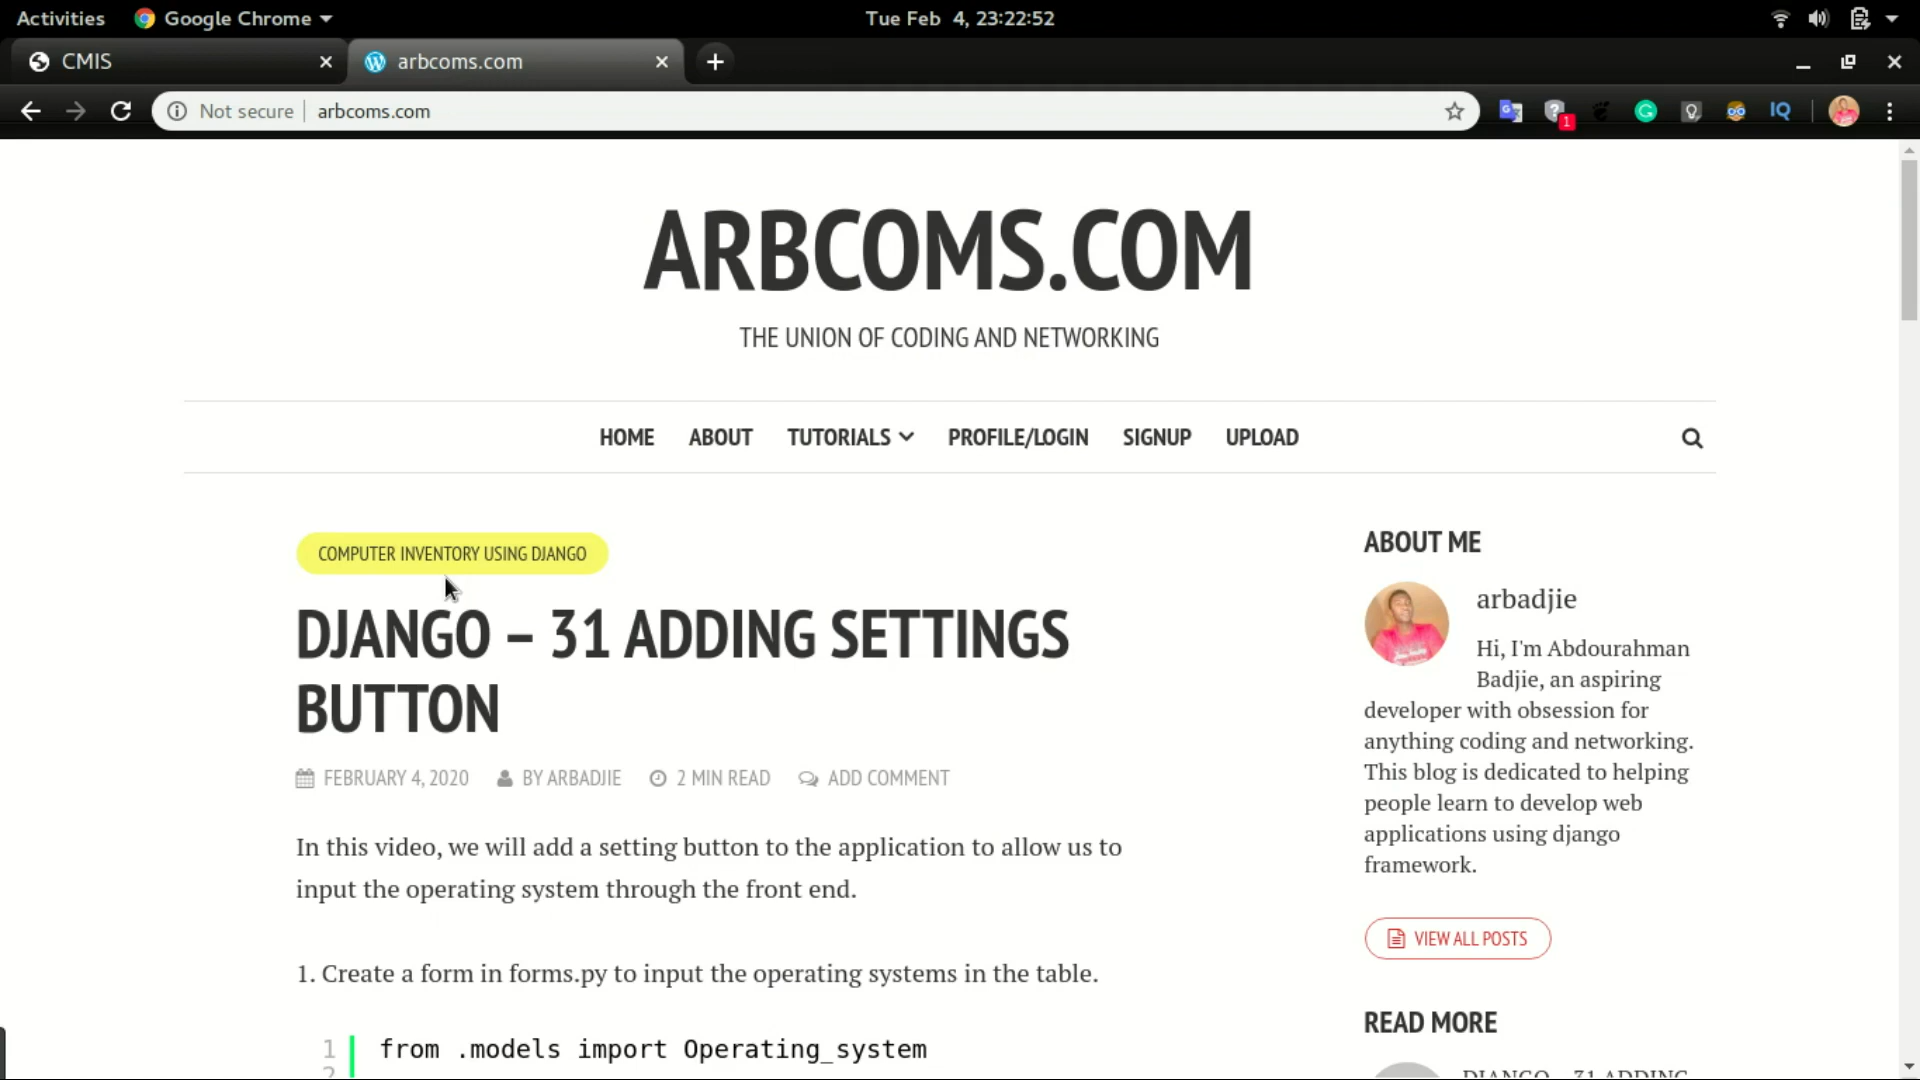 Activities
Google Chrome
Tue Feb 4, 23:22:52
CMIS
arbcoms.com
Not secure
arbcoms.com
1
IQ
ARBCOMS.COM
THE UNION OF CODING AND NETWORKING
HOME
ABOUT
TUTORIALS
PROFILE/LOGIN
SIGNUP
UPLOAD
COMPUTER INVENTORY USING DJANGO
DJANGO – 31 ADDING SETTINGS
BUTTON
FEBRUARY 4, 2020
BY ARBADJIE
2 MIN READ
ADD COMMENT
In this video, we will add a setting button to the application to allow us to
input the operating system through the front end.
1. Create a form in forms.py to input the operating systems in the table.
1 from .models import Operating_system
2
ABOUT ME
arbadjie
Hi, I'm Abdourahman
Badjie, an aspiring
developer with obsession for
anything coding and networking.
This blog is dedicated to helping
people learn to develop web
applications using django
framework.
VIEW ALL POSTS
READ MORE
DJANGO – 31 ADDING